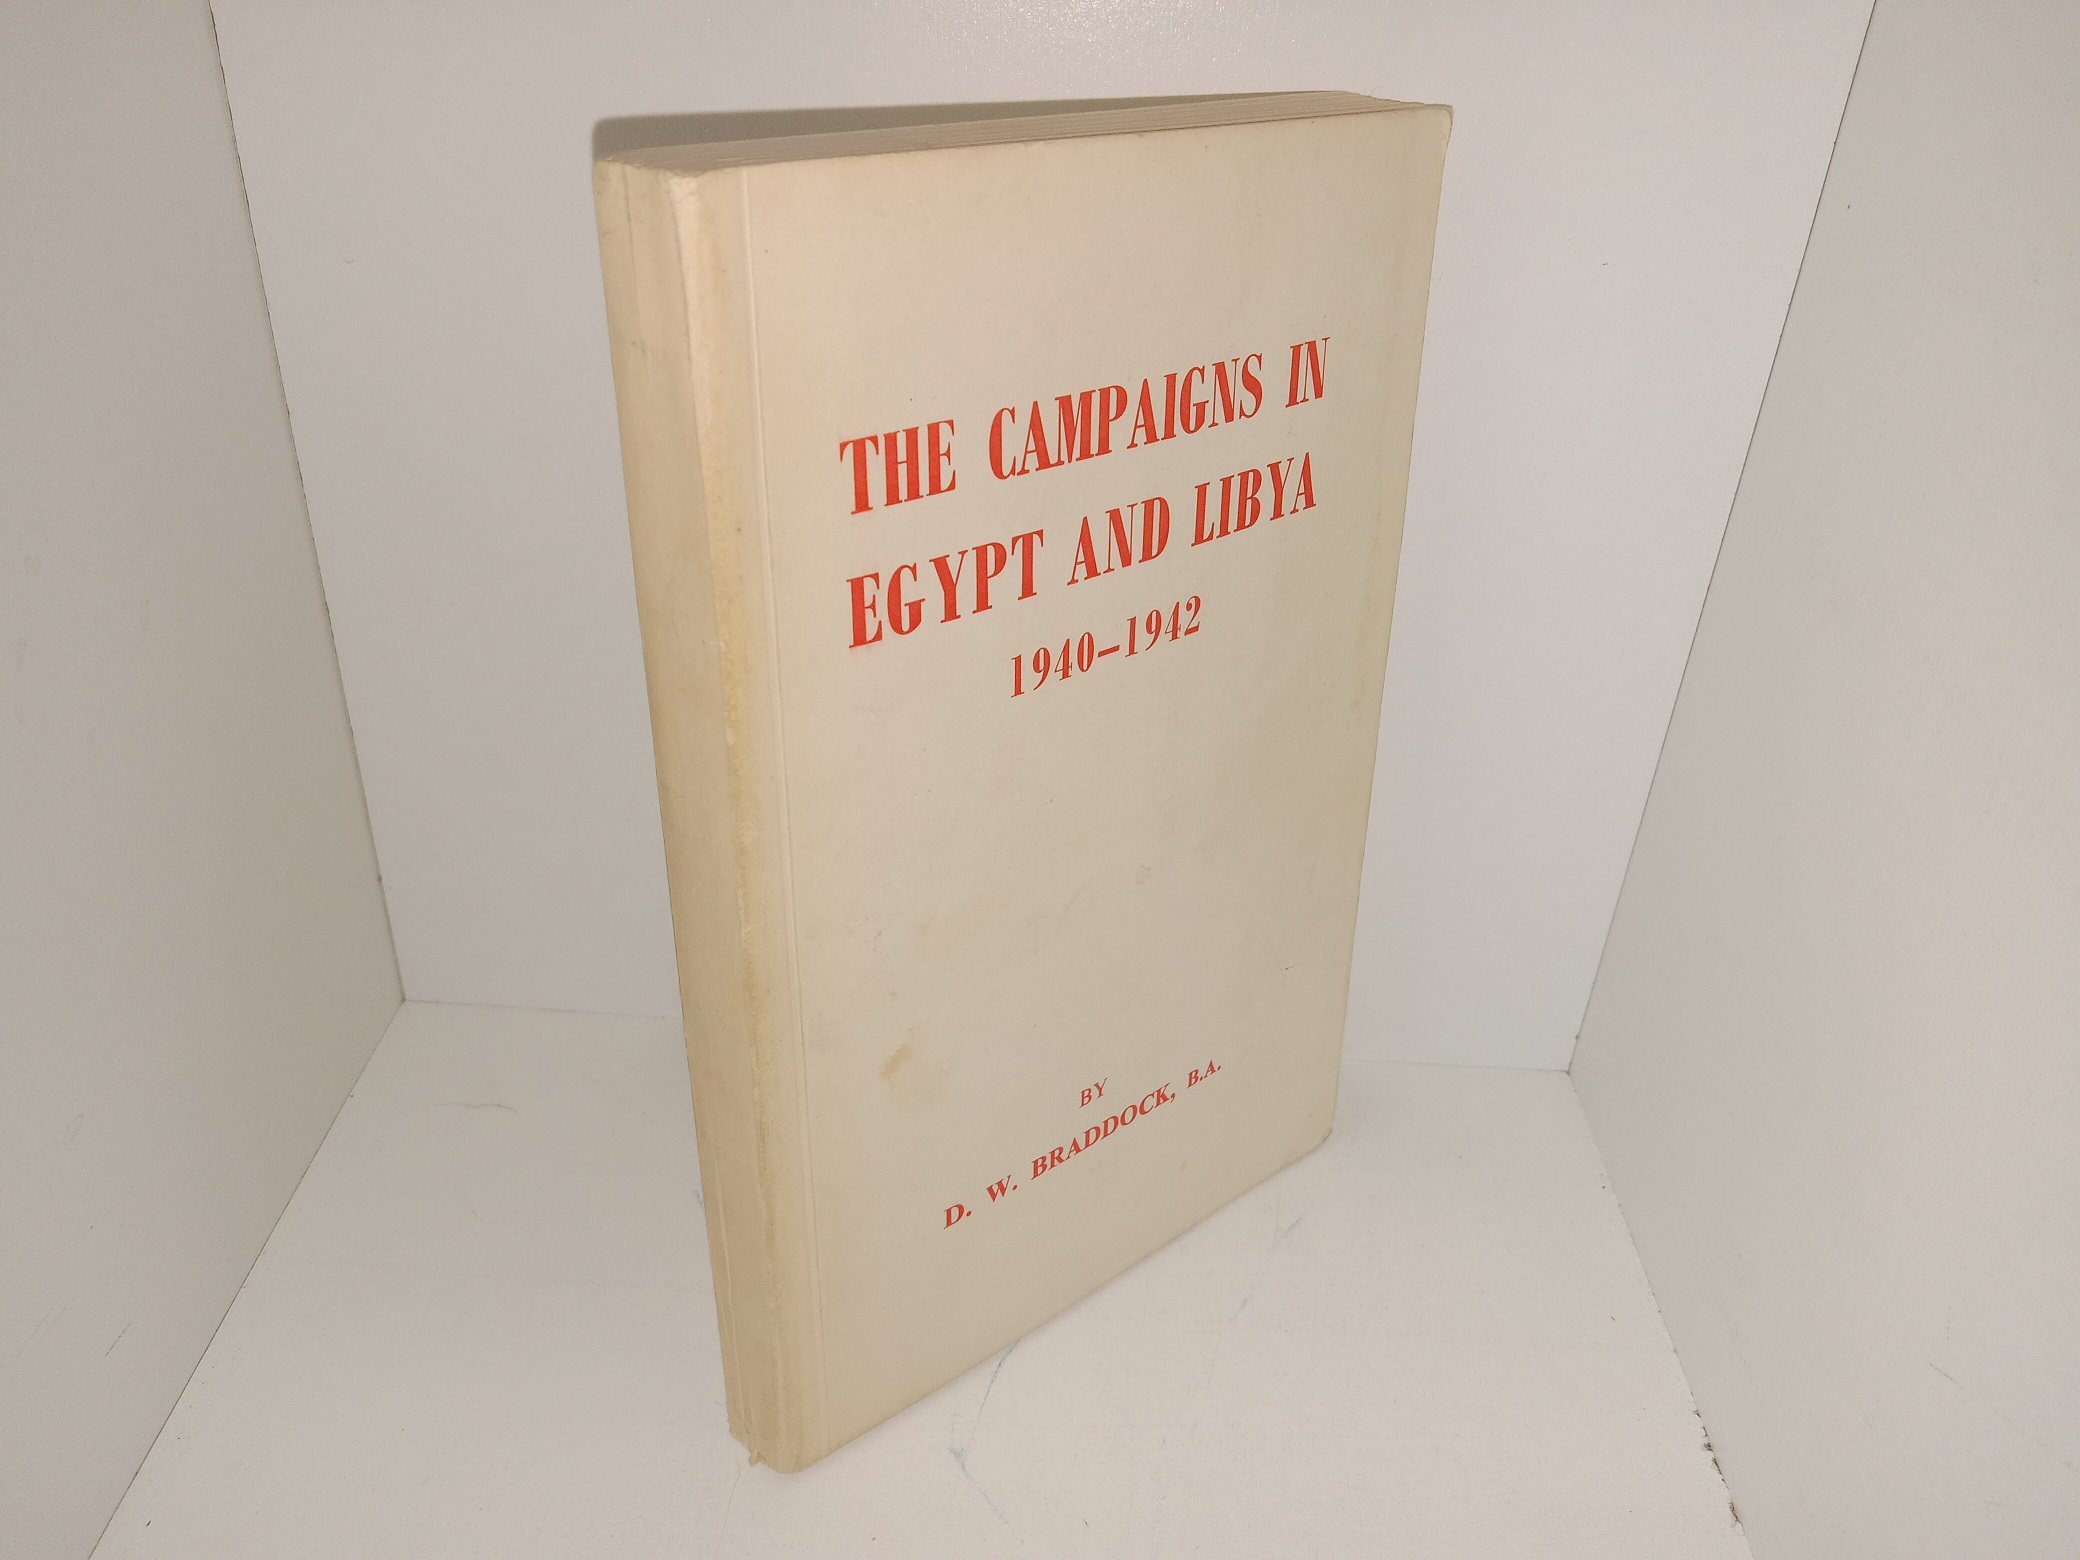 THE CAMPAIGNS IN
EGYPT AND LIBYA
1940–1942
BY
D. W. BRADDOCK, B.A.